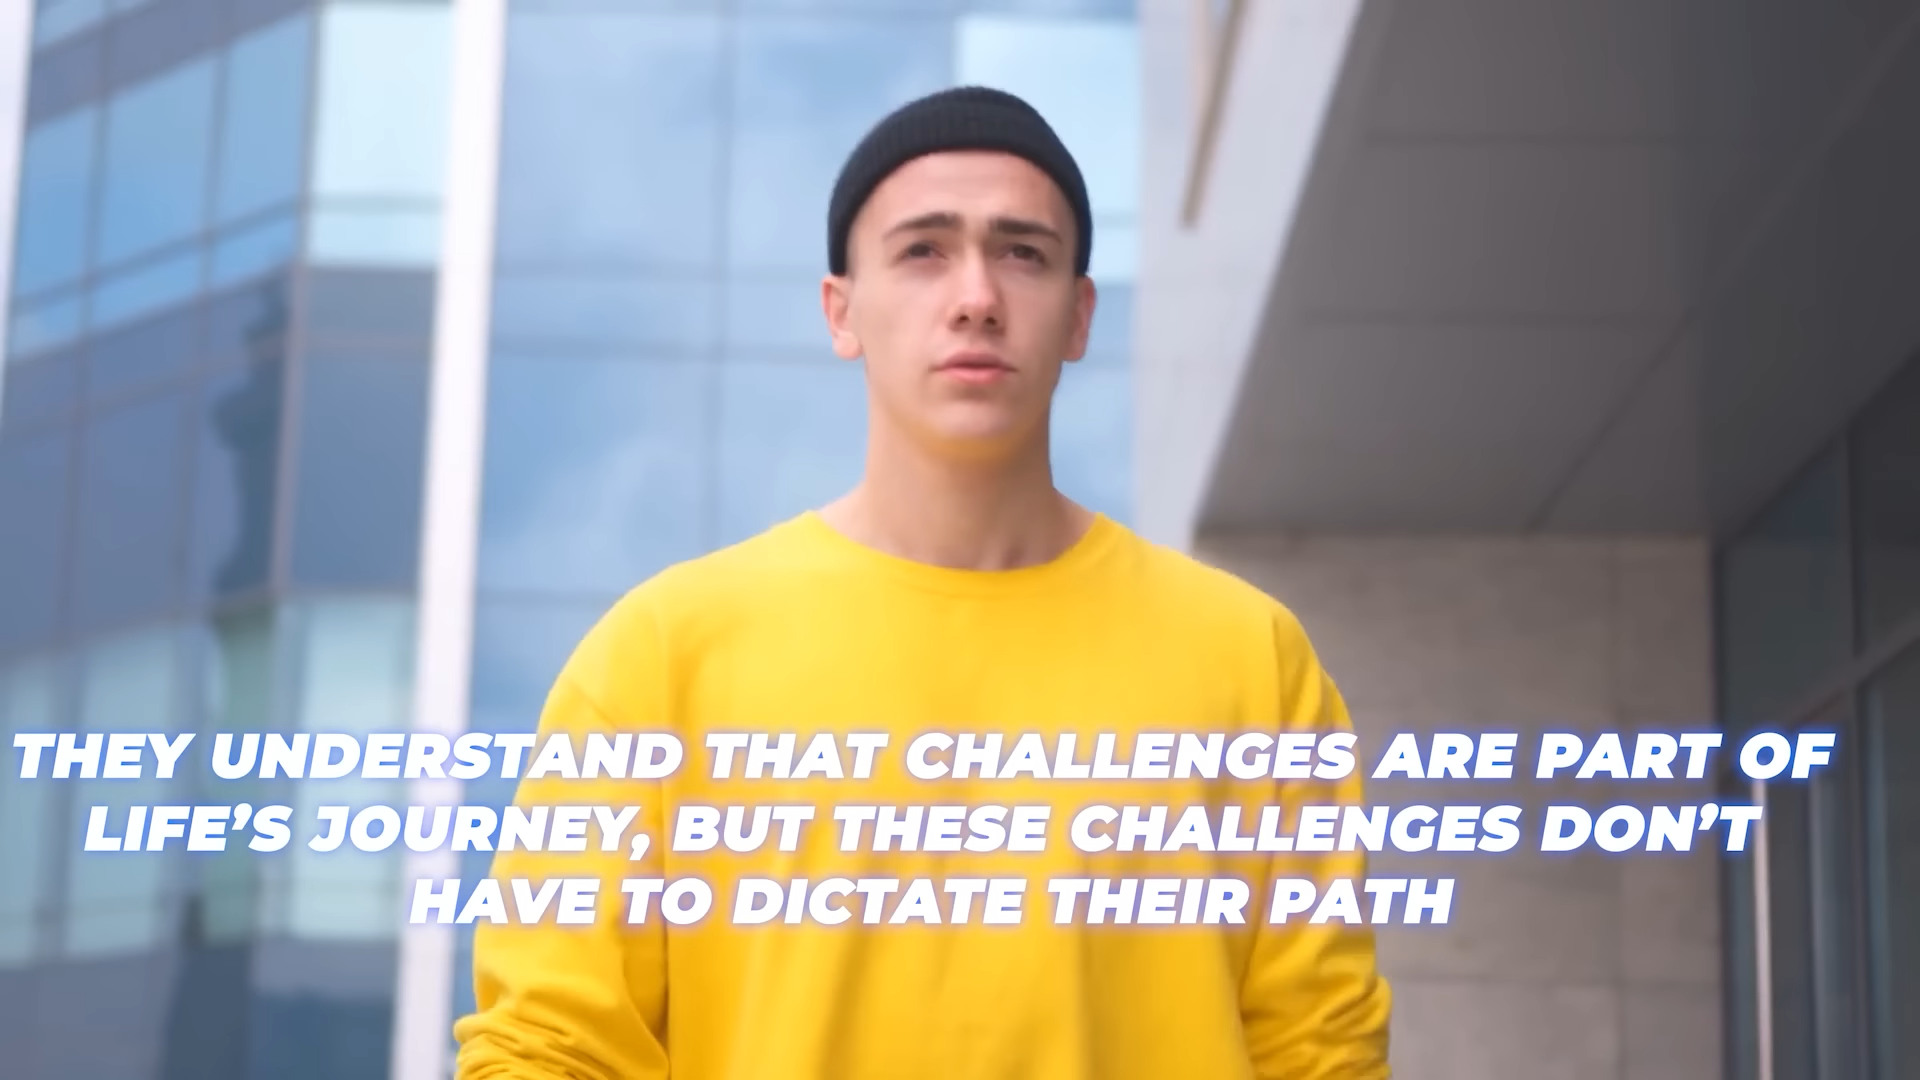 THEY UNDERSTAND THAT CHALLENGES ARE PART OF
LIFE’S JOURNEY, BUT THESE CHALLENGES DON’T
HAVE TO DICTATE THEIR PATH